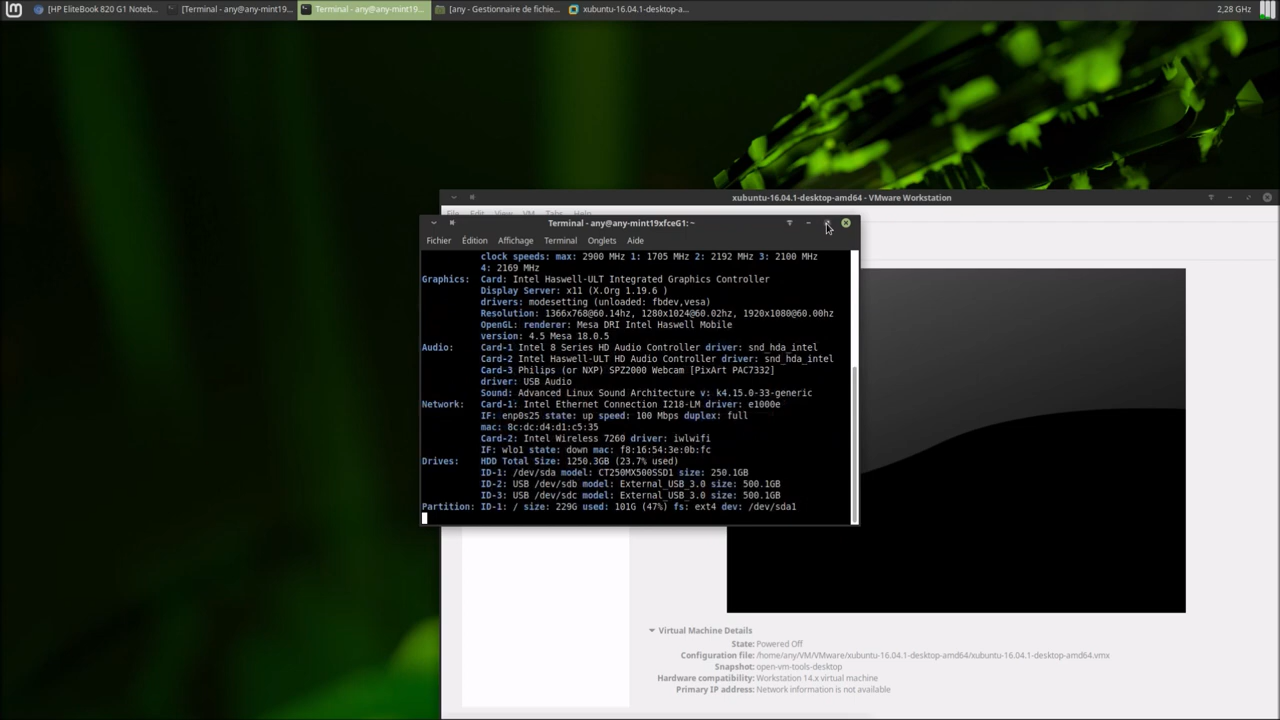 [HP EliteBook 820 G1 Noteb...
[Terminal - any@any-mint19...
Terminal - any@any-mint19...
[any - Gestionnaire de fichie...
xubuntu-16.04.1-desktop-a...
2,28 GHz
xubuntu-16.04.1-desktop-amd64 - VMware Workstation
File Edit View VM Tabs Help
Terminal - any@any-mint19xfceG1: ~
Fichier Édition Affichage Terminal Onglets Aide
clock speeds: max: 2900 MHz 1: 1705 MHz 2: 2192 MHz 3: 2100 MHz
4: 2169 MHz
Graphics: Card: Intel Haswell-ULT Integrated Graphics Controller
Display Server: x11 (X.Org 1.19.6 )
drivers: modesetting (unloaded: fbdev,vesa)
Resolution: 1366x768@60.14hz, 1280x1024@60.02hz, 1920x1080@60.00hz
OpenGL: renderer: Mesa DRI Intel Haswell Mobile
version: 4.5 Mesa 18.0.5
Audio: Card-1 Intel 8 Series HD Audio Controller driver: snd_hda_intel
Card-2 Intel Haswell-ULT HD Audio Controller driver: snd_hda_intel
Card-3 Philips (or NXP) SPZ2000 Webcam [PixArt PAC7332]
driver: USB Audio
Sound: Advanced Linux Sound Architecture v: k4.15.0-33-generic
Network: Card-1: Intel Ethernet Connection I218-LM driver: e1000e
IF: enp0s25 state: up speed: 100 Mbps duplex: full
mac: 8c:dc:d4:d1:c5:35
Card-2: Intel Wireless 7260 driver: iwlwifi
IF: wlo1 state: down mac: f8:16:54:3e:0b:fc
Drives: HDD Total Size: 1250.3GB (23.7% used)
ID-1: /dev/sda model: CT250MX500SSD1 size: 250.1GB
ID-2: USB /dev/sdb model: External_USB_3.0 size: 500.1GB
ID-3: USB /dev/sdc model: External_USB_3.0 size: 500.1GB
Partition: ID-1: / size: 229G used: 101G (47%) fs: ext4 dev: /dev/sda1
Virtual Machine Details
State: Powered Off
Configuration file: /home/any/VM/VMware/xubuntu-16.04.1-desktop-amd64/xubuntu-16.04.1-desktop-amd64.vmx
Snapshot: open-vm-tools-desktop
Hardware compatibility: Workstation 14.x virtual machine
Primary IP address: Network information is not available